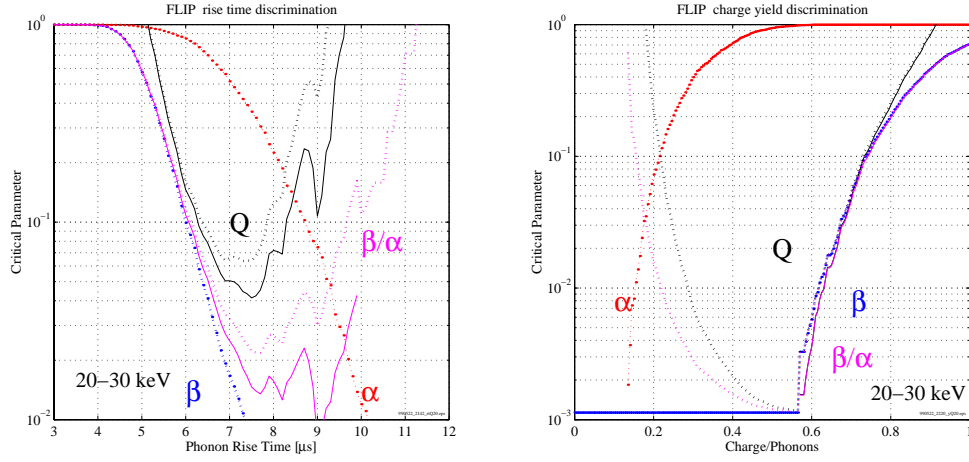 FLIP rise time discrimination
10^0
10^-1
10^-2
Critical Parameter
Q
β/α
β
α
20–30 keV
3 4 5 6 7 8 9 10 11 12
Phonon Rise Time [μs]
FLIP charge yield discrimination
10^0
10^-1
10^-2
10^-3
Critical Parameter
Q
α
β
β/α
20–30 keV
0 0.2 0.4 0.6 0.8 1
Charge/Phonons